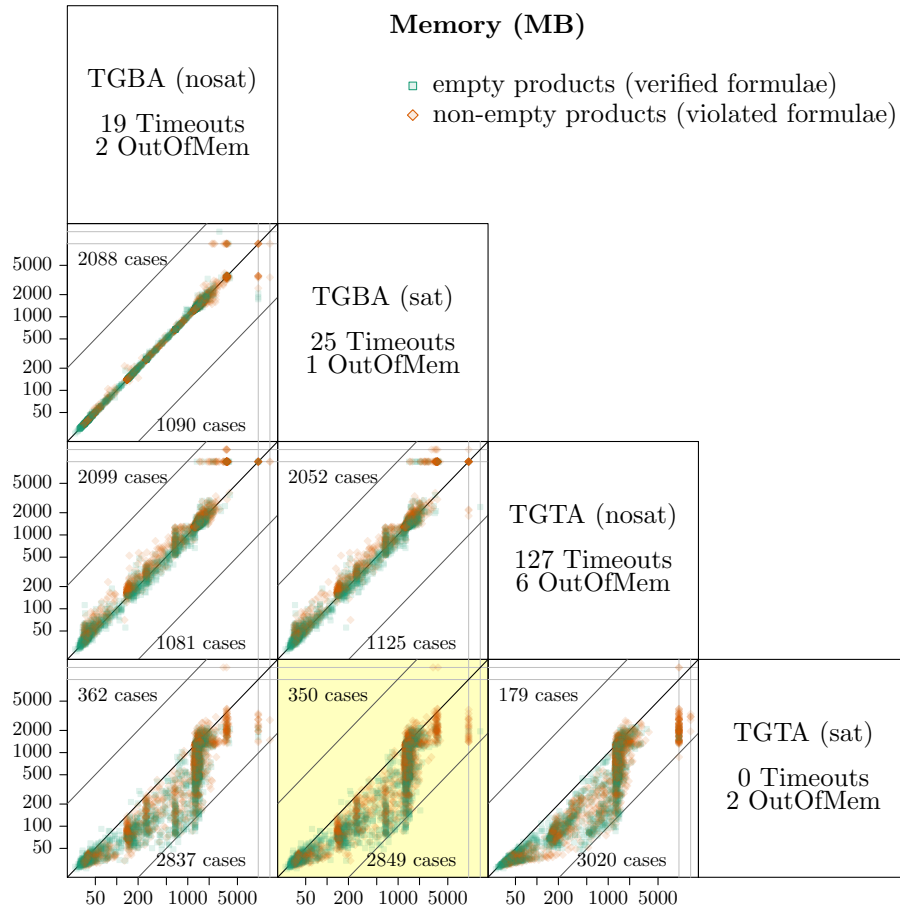 Memory (MB)
TGBA (nosat)
19 Timeouts
2 OutOfMem
empty products (verified formulae)
non-empty products (violated formulae)
2088 cases
5000
2000
1000
500
200
100
50
1090 cases
TGBA (sat)
25 Timeouts
1 OutOfMem
2099 cases
5000
2000
1000
500
200
100
50
1081 cases
2052 cases
1125 cases
TGTA (nosat)
127 Timeouts
6 OutOfMem
362 cases
5000
2000
1000
500
200
100
50
2837 cases
350 cases
2849 cases
179 cases
3020 cases
TGTA (sat)
0 Timeouts
2 OutOfMem
50 200 1000 5000
50 200 1000 5000
50 200 1000 5000